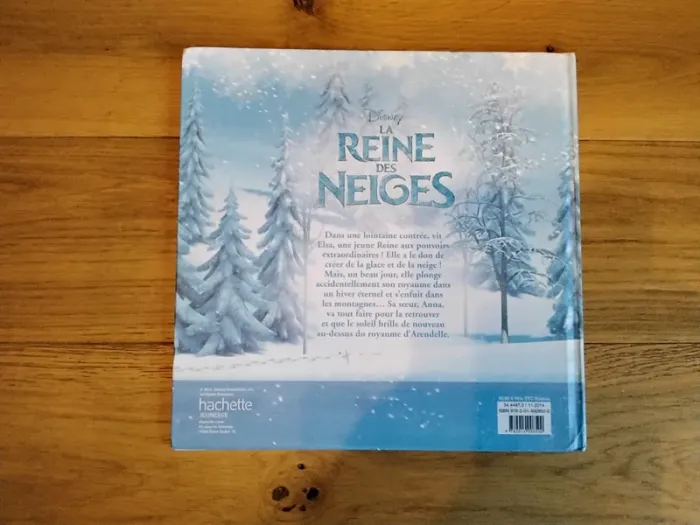 Disney
LA
REINE
DES
NEIGES
Dans une lointaine contrée, vit
Elsa, une jeune Reine aux pouvoirs
extraordinaires ! Elle a le don de
créer de la glace et de la neige !
Mais, un beau jour, elle plonge
accidentellement son royaume dans
un hiver éternel et s'enfuit dans
les montagnes... Sa sœur, Anna,
va tout faire pour la retrouver
et que le soleil brille de nouveau
au-dessus du royaume d'Arendelle.
hachette
JEUNESSE